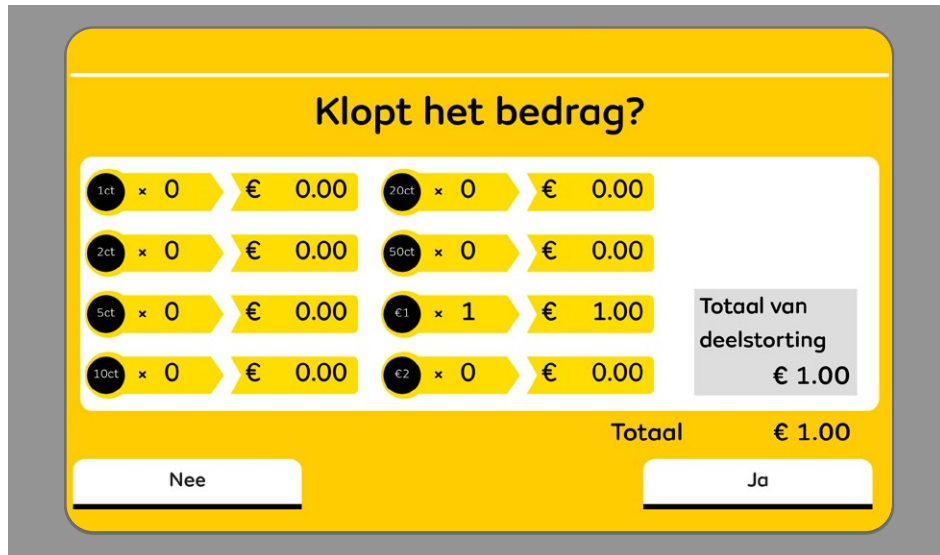 Klopt het bedrag?
1ct × 0 € 0.00 20ct × 0 € 0.00
2ct × 0 € 0.00 50ct × 0 € 0.00
5ct × 0 € 0.00 €1 × 1 € 1.00
10ct × 0 € 0.00 €2 × 0 € 0.00
Totaal van
deelstorting
€ 1.00
Totaal € 1.00
Nee Ja